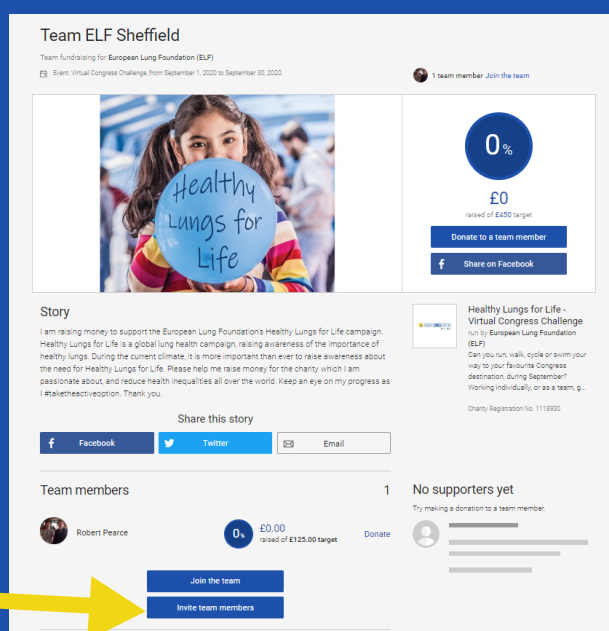 Team ELF Sheffield
Team fundraising for European Lung Foundation (ELF)
Event: Virtual Congress Challenge, from September 1, 2020 to September 30, 2020
1 team member Join the team
Healthy
Lungs for
Life
0%
£0
raised of £450 target
Donate to a team member
Share on Facebook
Story
I am raising money to support the European Lung Foundation's Healthy Lungs for Life campaign.
Healthy Lungs for Life is a global lung health campaign, raising awareness of the importance of
healthy lungs. During the current climate, it is more important than ever to raise awareness about
the need for Healthy Lungs for Life. Please help me raise money for the charity which I am
passionate about, and reduce health inequalities all over the world. Keep an eye on my progress as
I #taketheactiveoption. Thank you.
Healthy Lungs for Life -
Virtual Congress Challenge
run by European Lung Foundation
(ELF)
Can you run, walk, cycle or swim your
way to your favourite Congress
destination, during September?
Working individually, or as a team, g...
Charity Registration No. 1118930
Share this story
Facebook
Twitter
Email
Team members 1
Robert Pearce
0%
£0.00
raised of £125.00 target
Donate
Join the team
Invite team members
No supporters yet
Try making a donation to a team member.